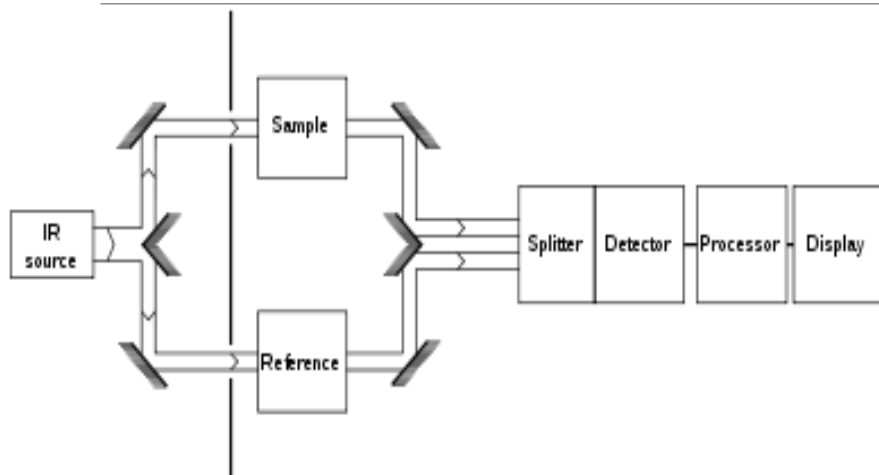 Sample
IR
source
Splitter
Detector
Processor
Display
Reference